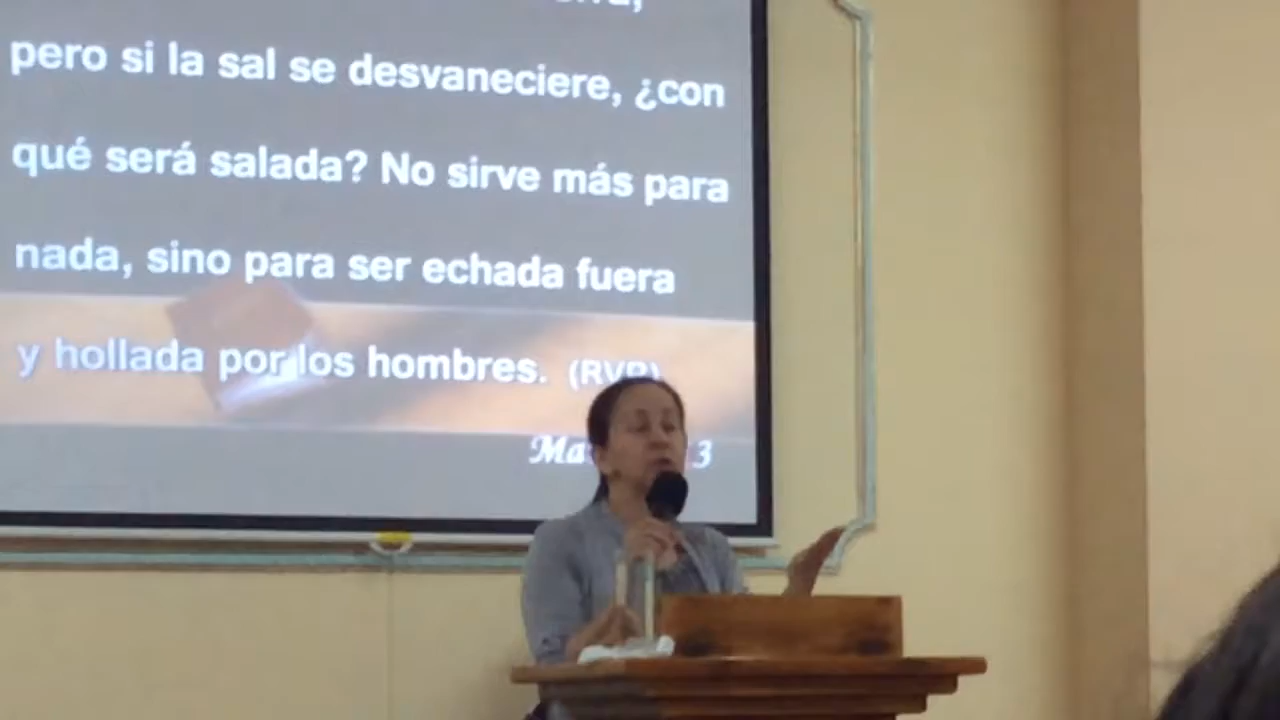 pero si la sal se desvaneciere, ¿con
qué será salada? No sirve más para
nada, sino para ser echada fuera
y hollada por los hombres. (RVR)